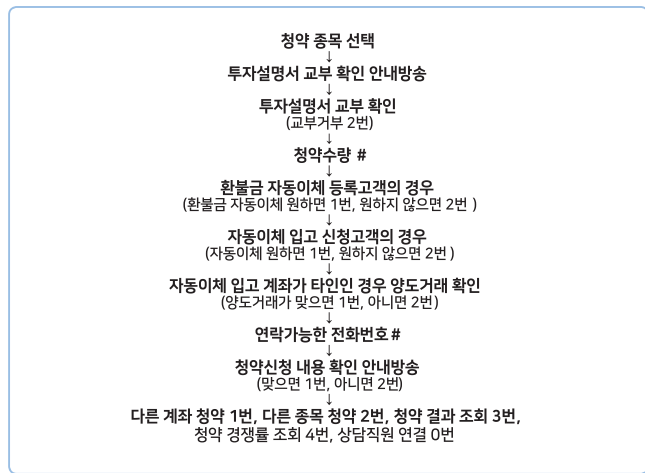 청약 종목 선택
↓
투자설명서 교부 확인 안내방송
↓
투자설명서 교부 확인
(교부거부 2번)
↓
청약수량 #
↓
환불금 자동이체 등록고객의 경우
(환불금 자동이체 원하면 1번, 원하지 않으면 2번 )
↓
자동이체 입고 신청고객의 경우
(자동이체 원하면 1번, 원하지 않으면 2번 )
↓
자동이체 입고 계좌가 타인인 경우 양도거래 확인
(양도거래가 맞으면 1번, 아니면 2번)
↓
연락가능한 전화번호 #
↓
청약신청 내용 확인 안내방송
(맞으면 1번, 아니면 2번)
↓
다른 계좌 청약 1번, 다른 종목 청약 2번, 청약 결과 조회 3번,
청약 경쟁률 조회 4번, 상담직원 연결 0번